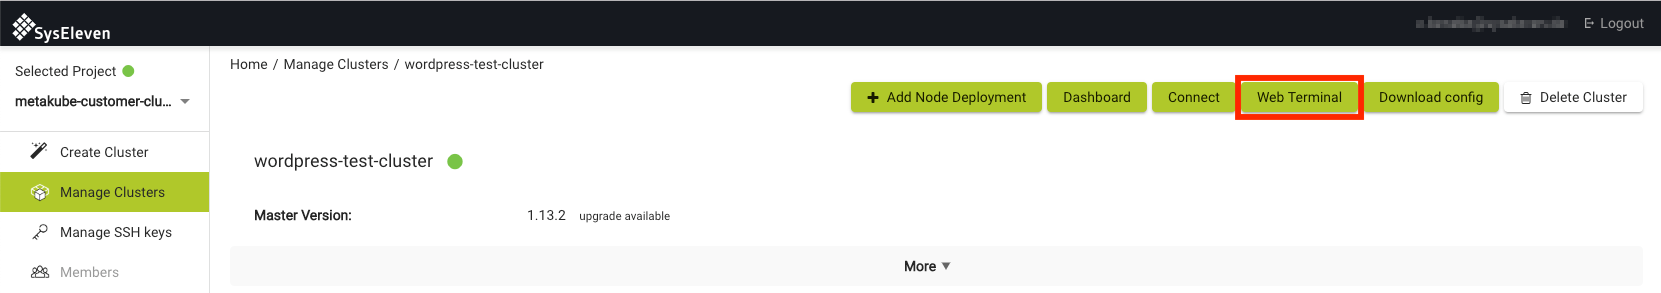 SysEleven
Logout
Selected Project
metakube-customer-clu...
Home / Manage Clusters / wordpress-test-cluster
+ Add Node Deployment
Dashboard
Connect
Web Terminal
Download config
Delete Cluster
Create Cluster
Manage Clusters
Manage SSH keys
Members
wordpress-test-cluster
Master Version: 1.13.2 upgrade available
More